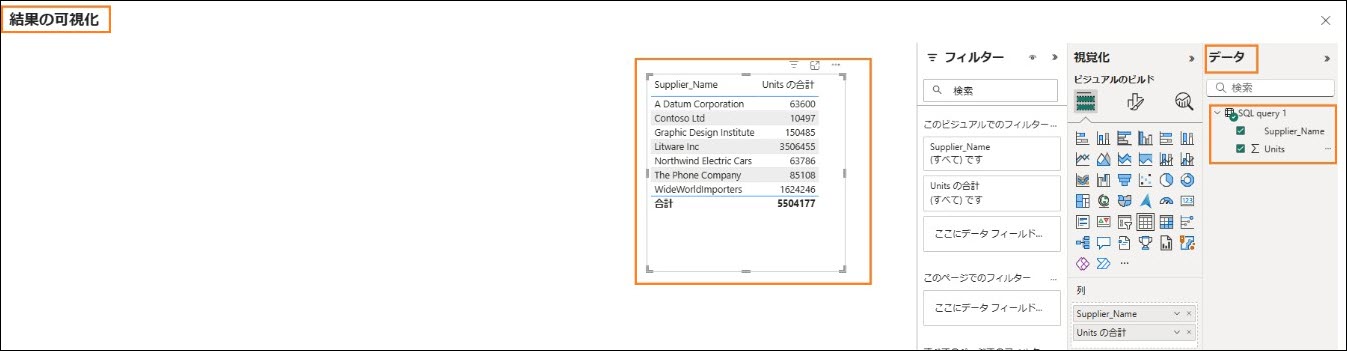 結果の可視化
Supplier_Name Units の合計
A Datum Corporation 63600
Contoso Ltd 10497
Graphic Design Institute 150485
Litware Inc 3506455
Northwind Electric Cars 63786
The Phone Company 85108
WideWorldImporters 1624246
合計 5504177
フィルター
検索
このビジュアルでのフィルター...
Supplier_Name
(すべて) です
Units の合計
(すべて) です
ここにデータ フィールド...
このページでのフィルター ...
ここにデータ フィールド...
視覚化
ビジュアルのビルド
123
...
列
Supplier_Name
Units の合計
データ
検索
SQL query 1
Supplier_Name
Units ...